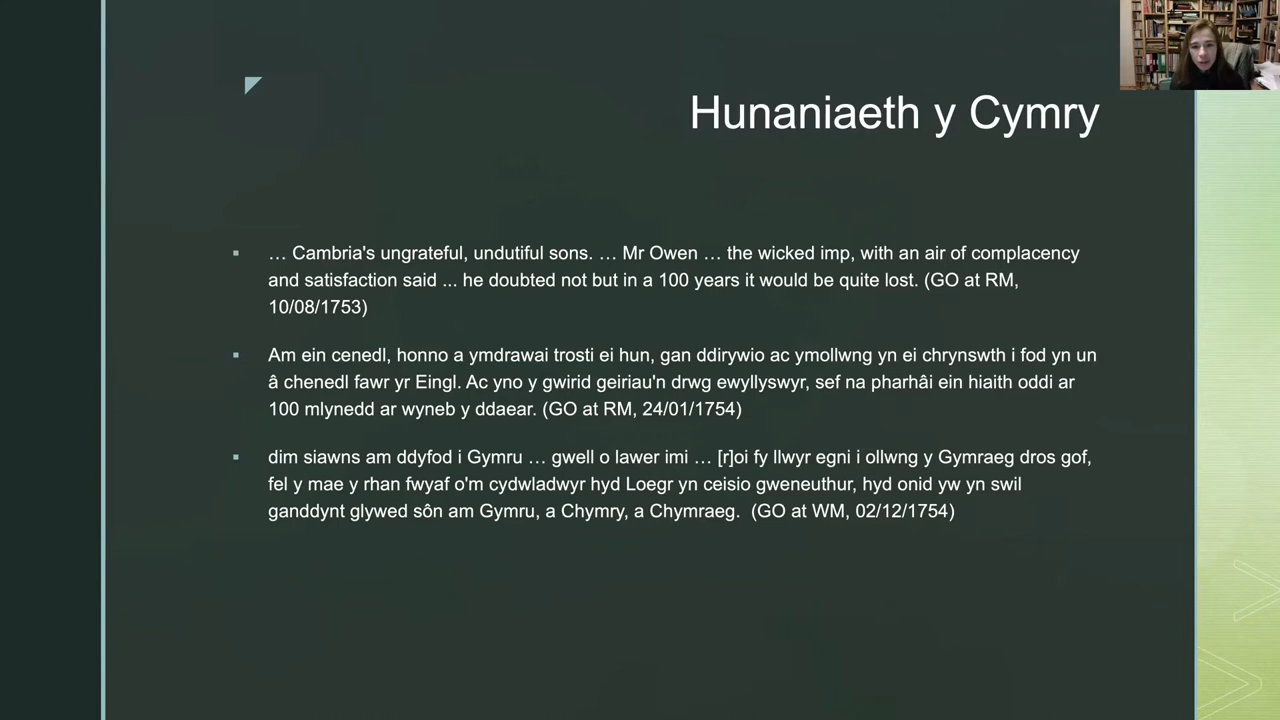 Hunaniaeth y Cymry
▪ … Cambria's ungrateful, undutiful sons. … Mr Owen … the wicked imp, with an air of complacency
and satisfaction said ... he doubted not but in a 100 years it would be quite lost. (GO at RM,
10/08/1753)
▪ Am ein cenedl, honno a ymdrawai trosti ei hun, gan ddirywio ac ymollwng yn ei chrynswth i fod yn un
â chenedl fawr yr Eingl. Ac yno y gwirid geiriau'n drwg ewyllyswyr, sef na pharhâi ein hiaith oddi ar
100 mlynedd ar wyneb y ddaear. (GO at RM, 24/01/1754)
▪ dim siawns am ddyfod i Gymru … gwell o lawer imi … [r]oi fy llwyr egni i ollwng y Gymraeg dros gof,
fel y mae y rhan fwyaf o'm cydwladwyr hyd Loegr yn ceisio gweneuthur, hyd onid yw yn swil
ganddynt glywed sôn am Gymru, a Chymry, a Chymraeg.  (GO at WM, 02/12/1754)